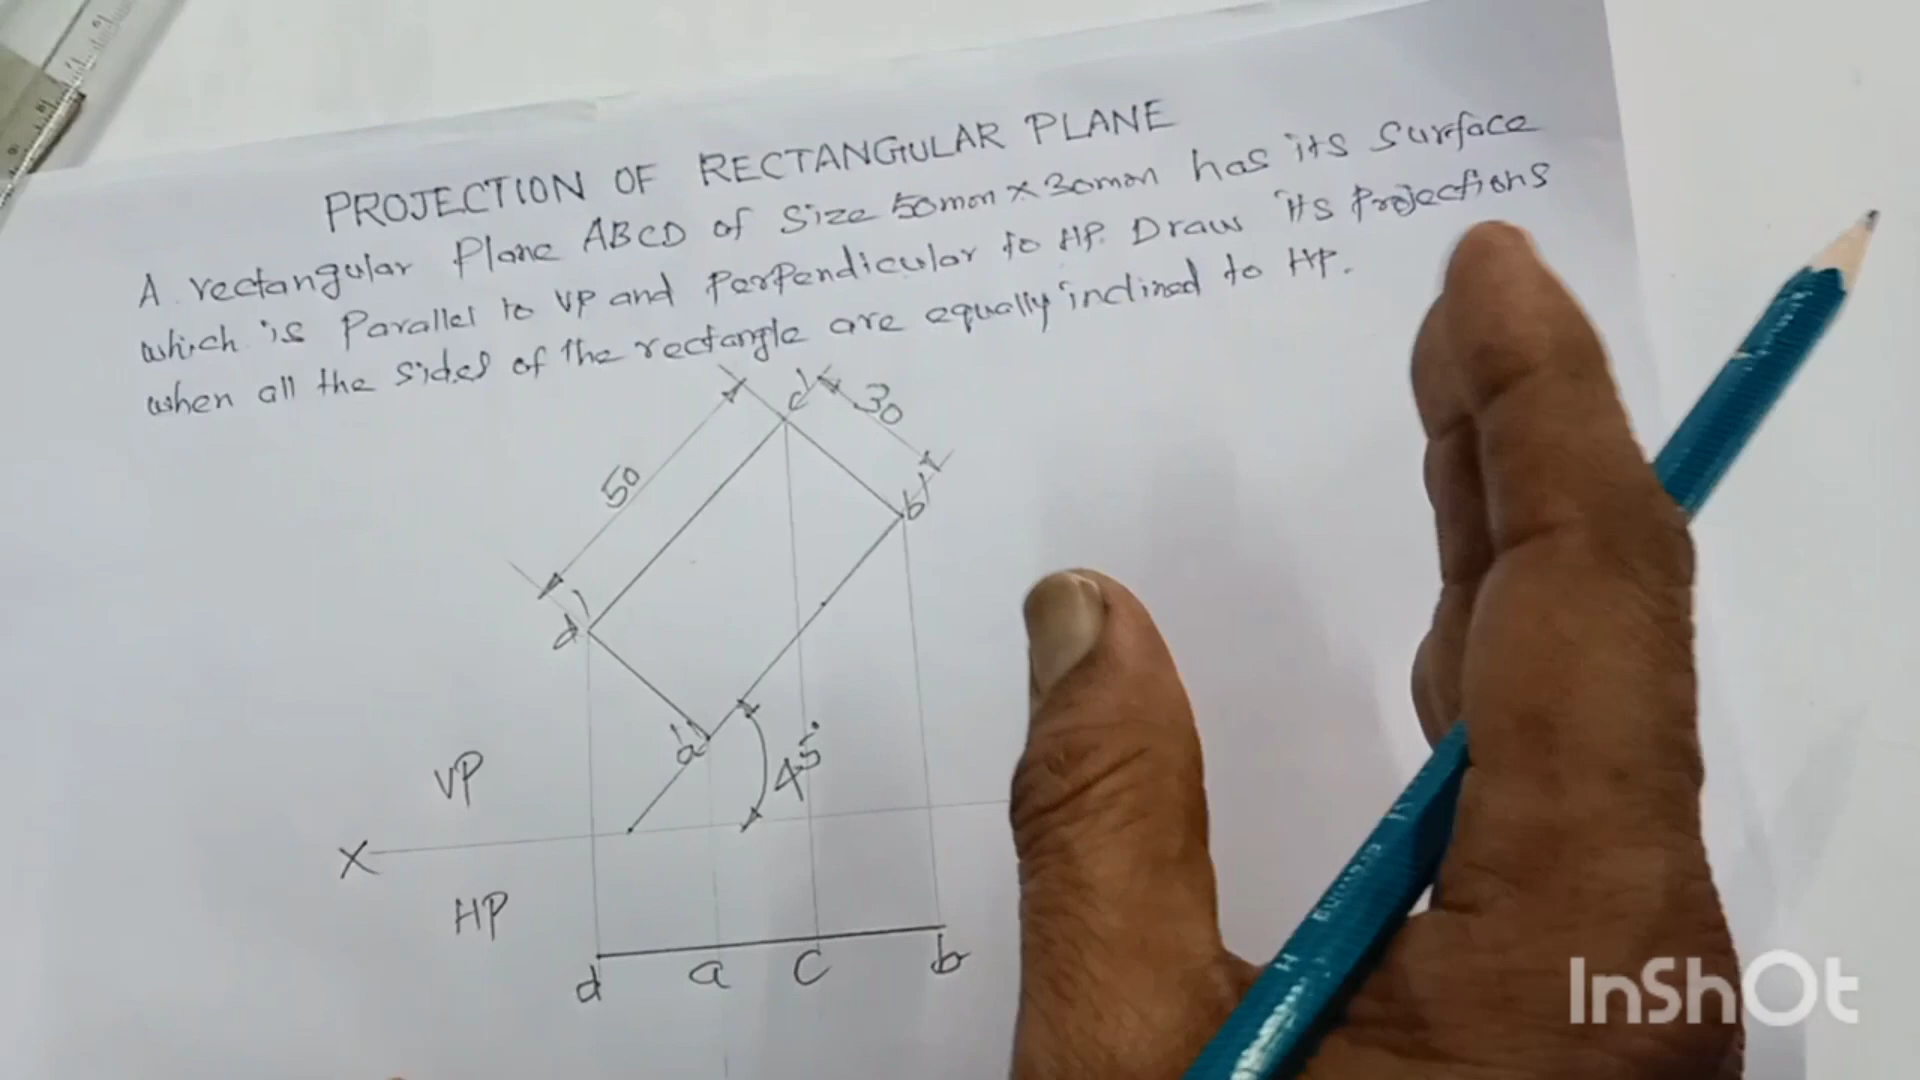 PROJECTION OF RECTANGULAR PLANE
A rectangular Plane ABCD of Size 50mm x 30mm has its Surface
which is Parallel to VP and Perpendicular to HP. Draw its Projections
when all the sides of the rectangle are equally inclined to HP.
c'
30
50
b'
d'
a'
45°
VP
X
HP
d a c b
InShOt